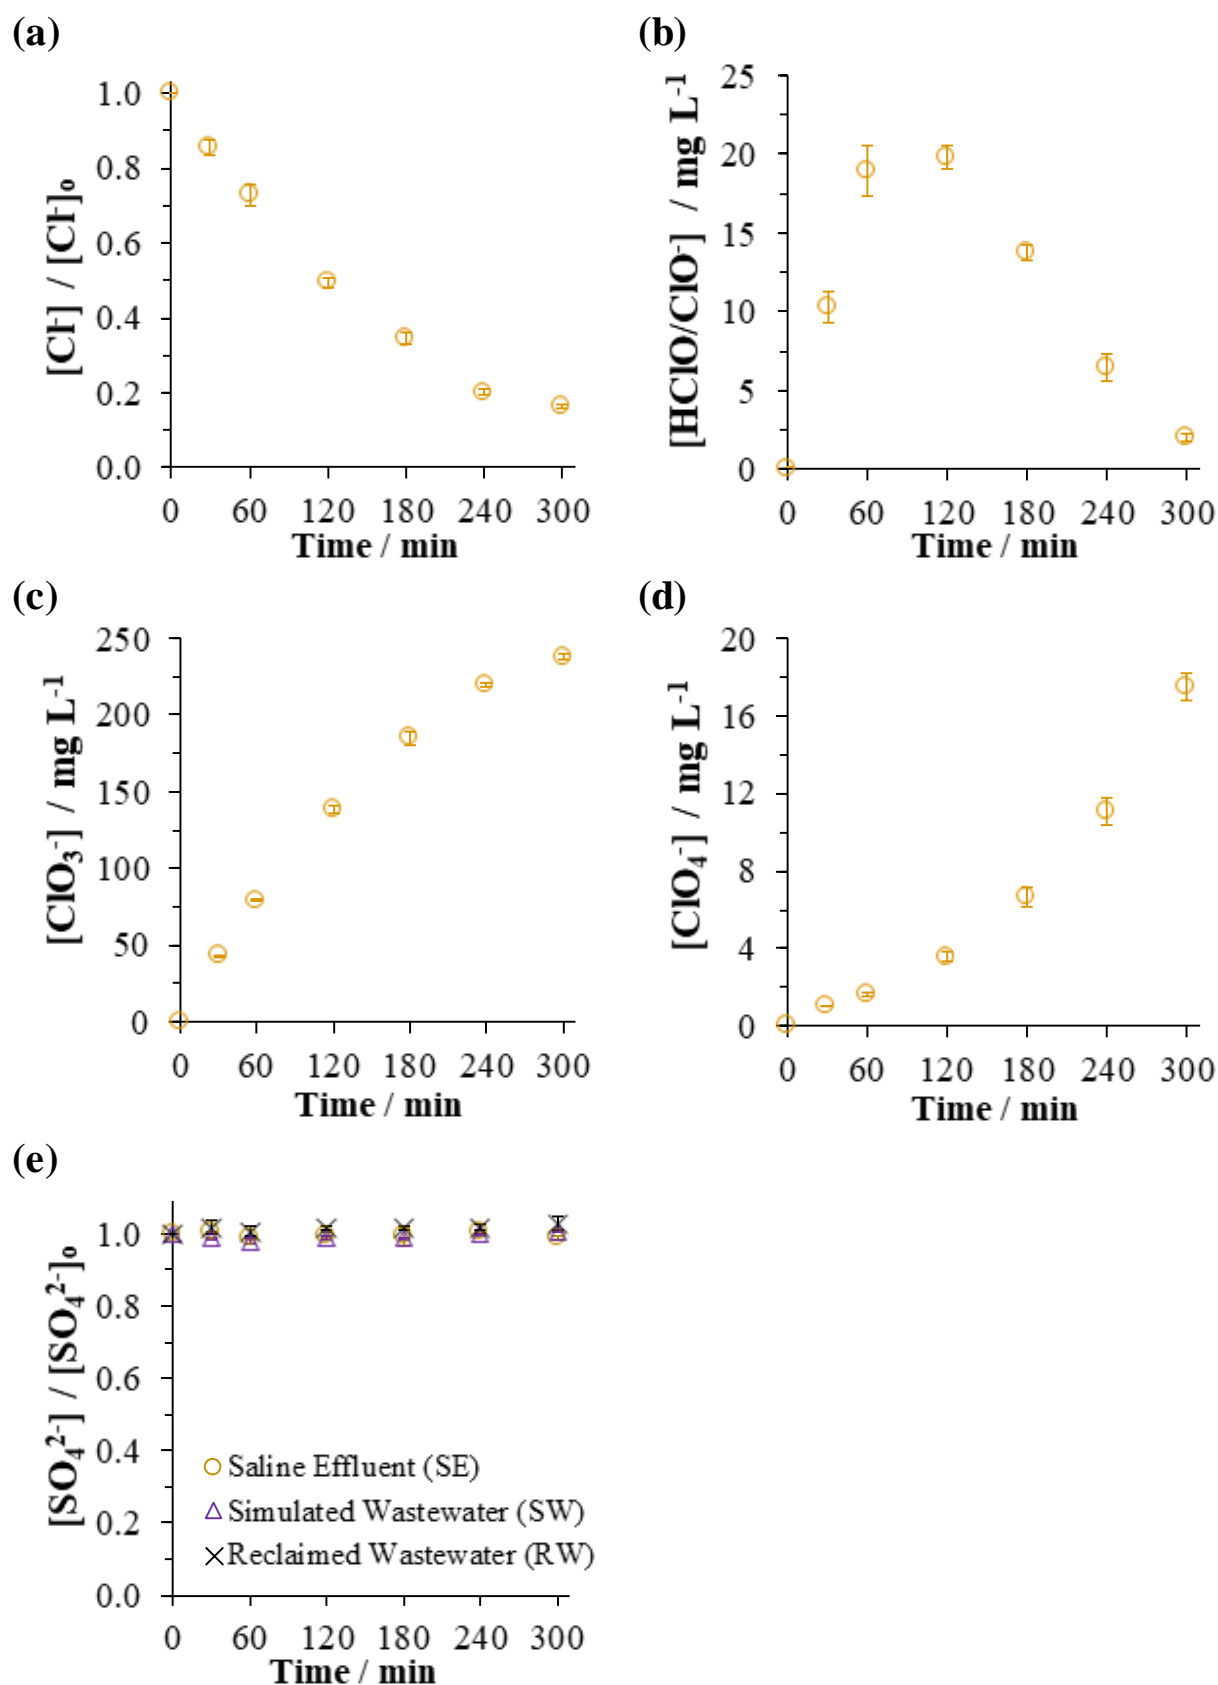 (a)
[Cl-] / [Cl-]0
1.0
0.8
0.6
0.4
0.2
0.0
0 60 120 180 240 300
Time / min
(b)
[HClO/ClO-] / mg L-1
25
20
15
10
5
0
0 60 120 180 240 300
Time / min
(c)
[ClO3-] / mg L-1
250
200
150
100
50
0
0 60 120 180 240 300
Time / min
(d)
[ClO4-] / mg L-1
20
16
12
8
4
0
0 60 120 180 240 300
Time / min
(e)
[SO42-] / [SO42-]0
1.0
0.8
0.6
0.4
0.2
0.0
Saline Effluent (SE)
Simulated Wastewater (SW)
Reclaimed Wastewater (RW)
0 60 120 180 240 300
Time / min